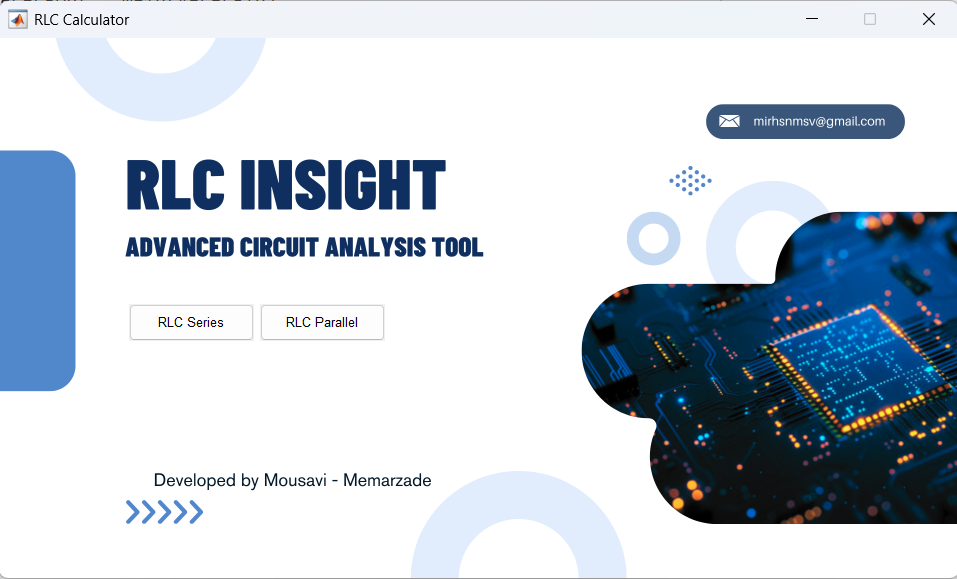 RLC Calculator
mirhsnmsv@gmail.com
RLC INSIGHT
ADVANCED CIRCUIT ANALYSIS TOOL
RLC Series
RLC Parallel
Developed by Mousavi - Memarzade